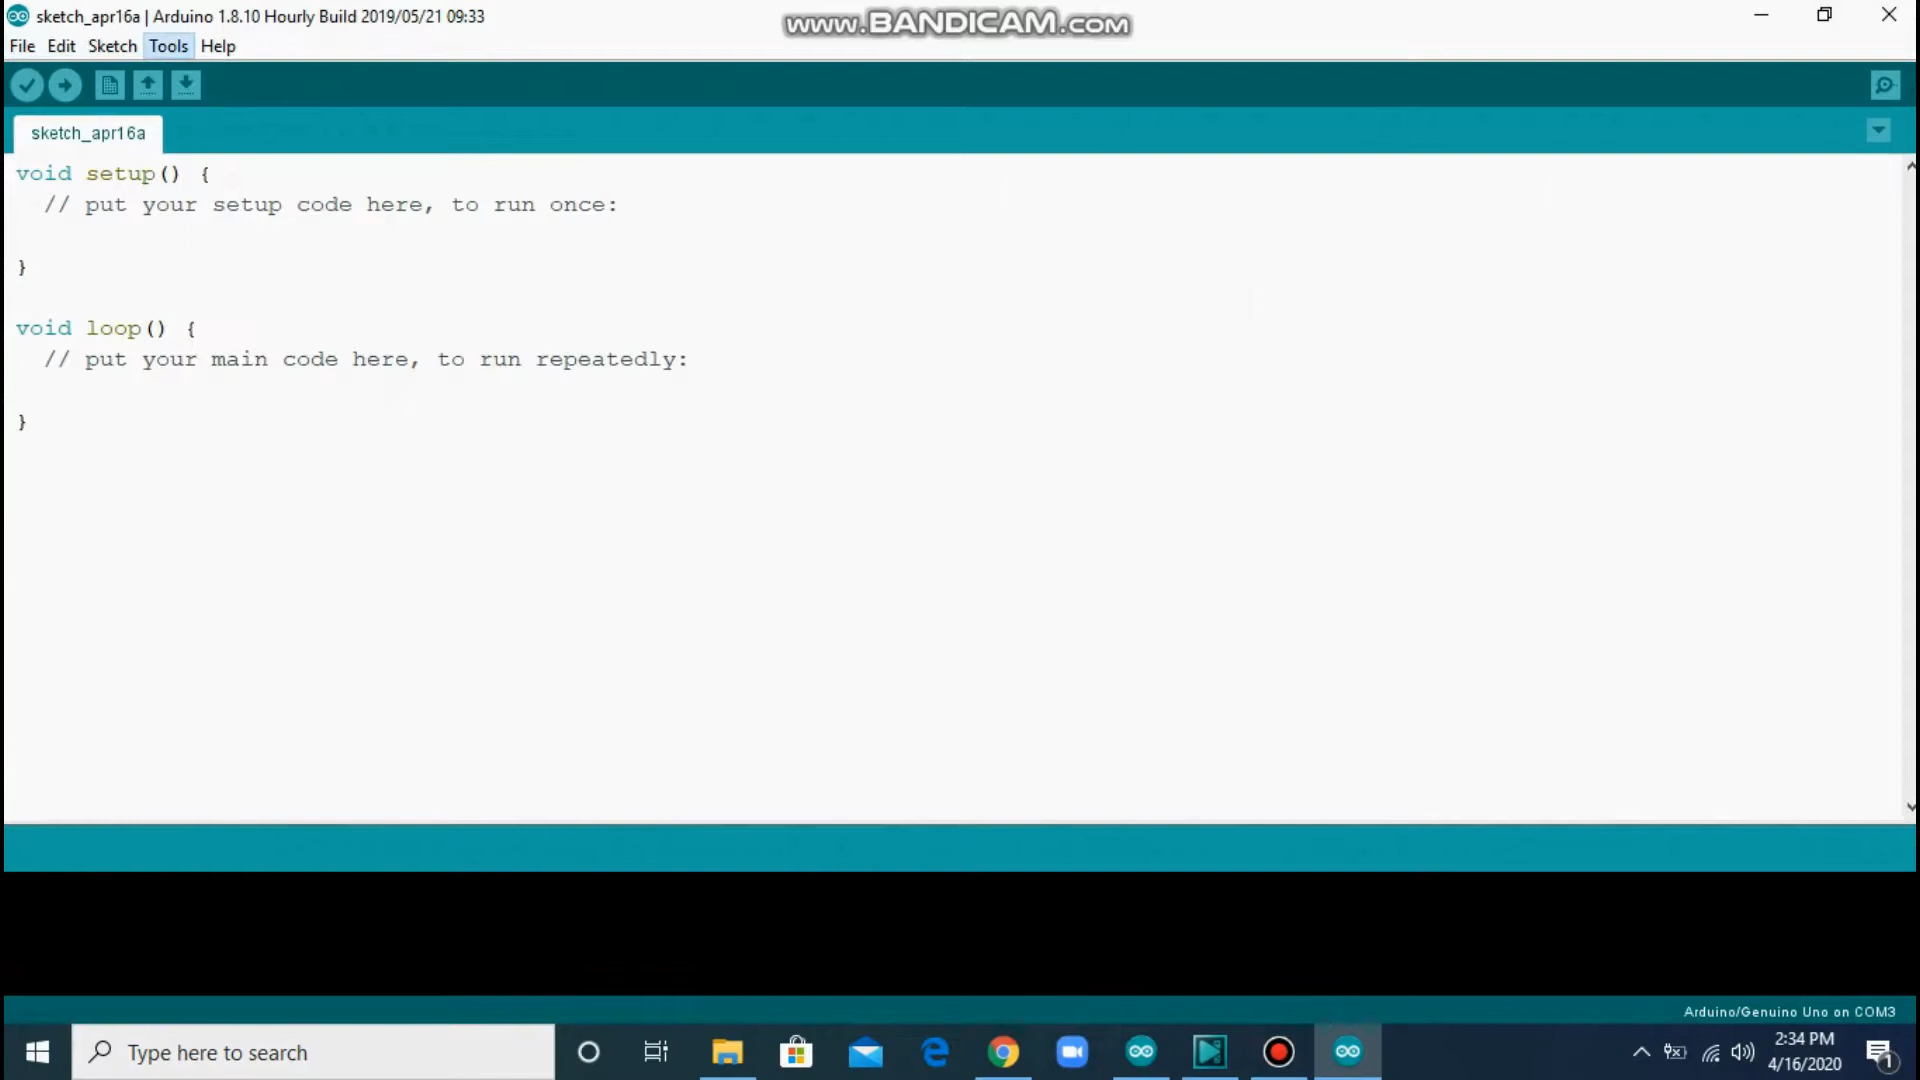 sketch_apr16a | Arduino 1.8.10 Hourly Build 2019/05/21 09:33
www.BANDICAM.com
File Edit Sketch Tools Help
sketch_apr16a
void setup() {
  // put your setup code here, to run once:
}
void loop() {
  // put your main code here, to run repeatedly:
}
Arduino/Genuino Uno on COM3
Type here to search
2:34 PM
4/16/2020
1